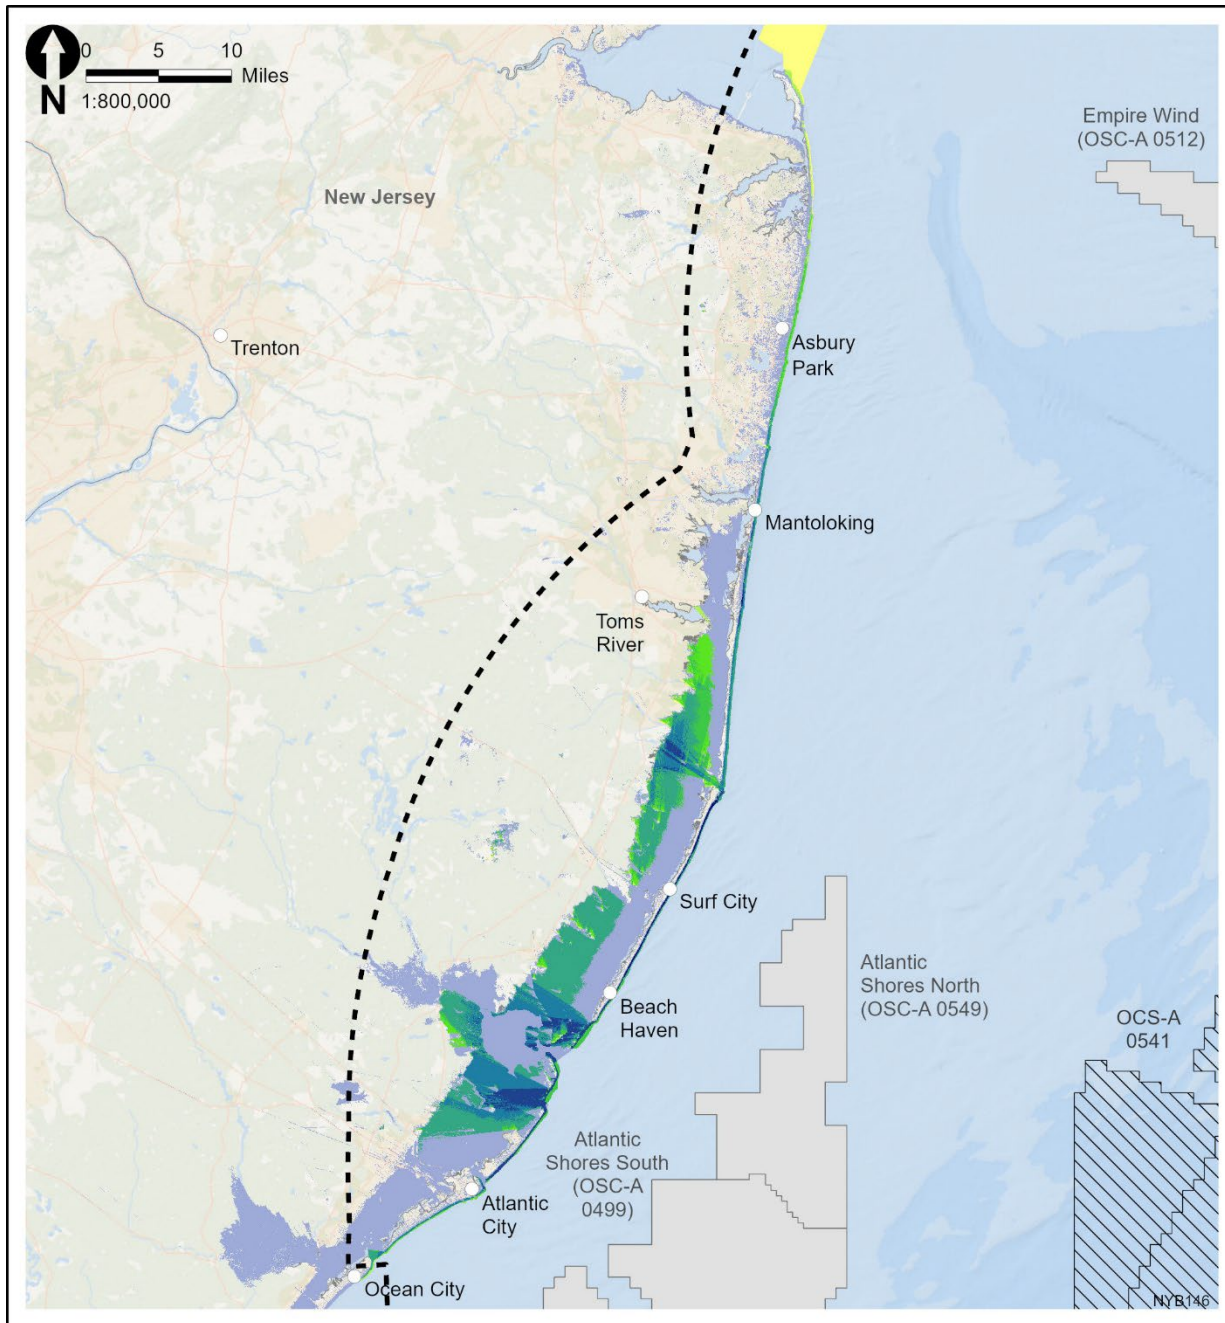 0 5 10
Miles
N
1:800,000
Empire Wind
(OSC-A 0512)
New Jersey
Trenton
Asbury
Park
Mantoloking
Toms
River
Surf City
Atlantic
Shores North
(OSC-A 0549)
Beach
Haven
OCS-A
0541
Atlantic
Shores South
(OSC-A
0499)
Atlantic
City
Ocean City
NYB146